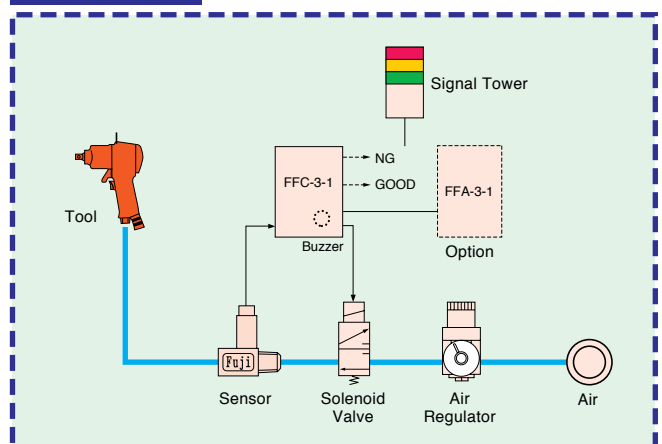 Signal Tower
NG
FFC-3-1
GOOD
FFA-3-1
Tool
Buzzer
Option
Fuji
Sensor
Solenoid
Valve
Air
Regulator
Air